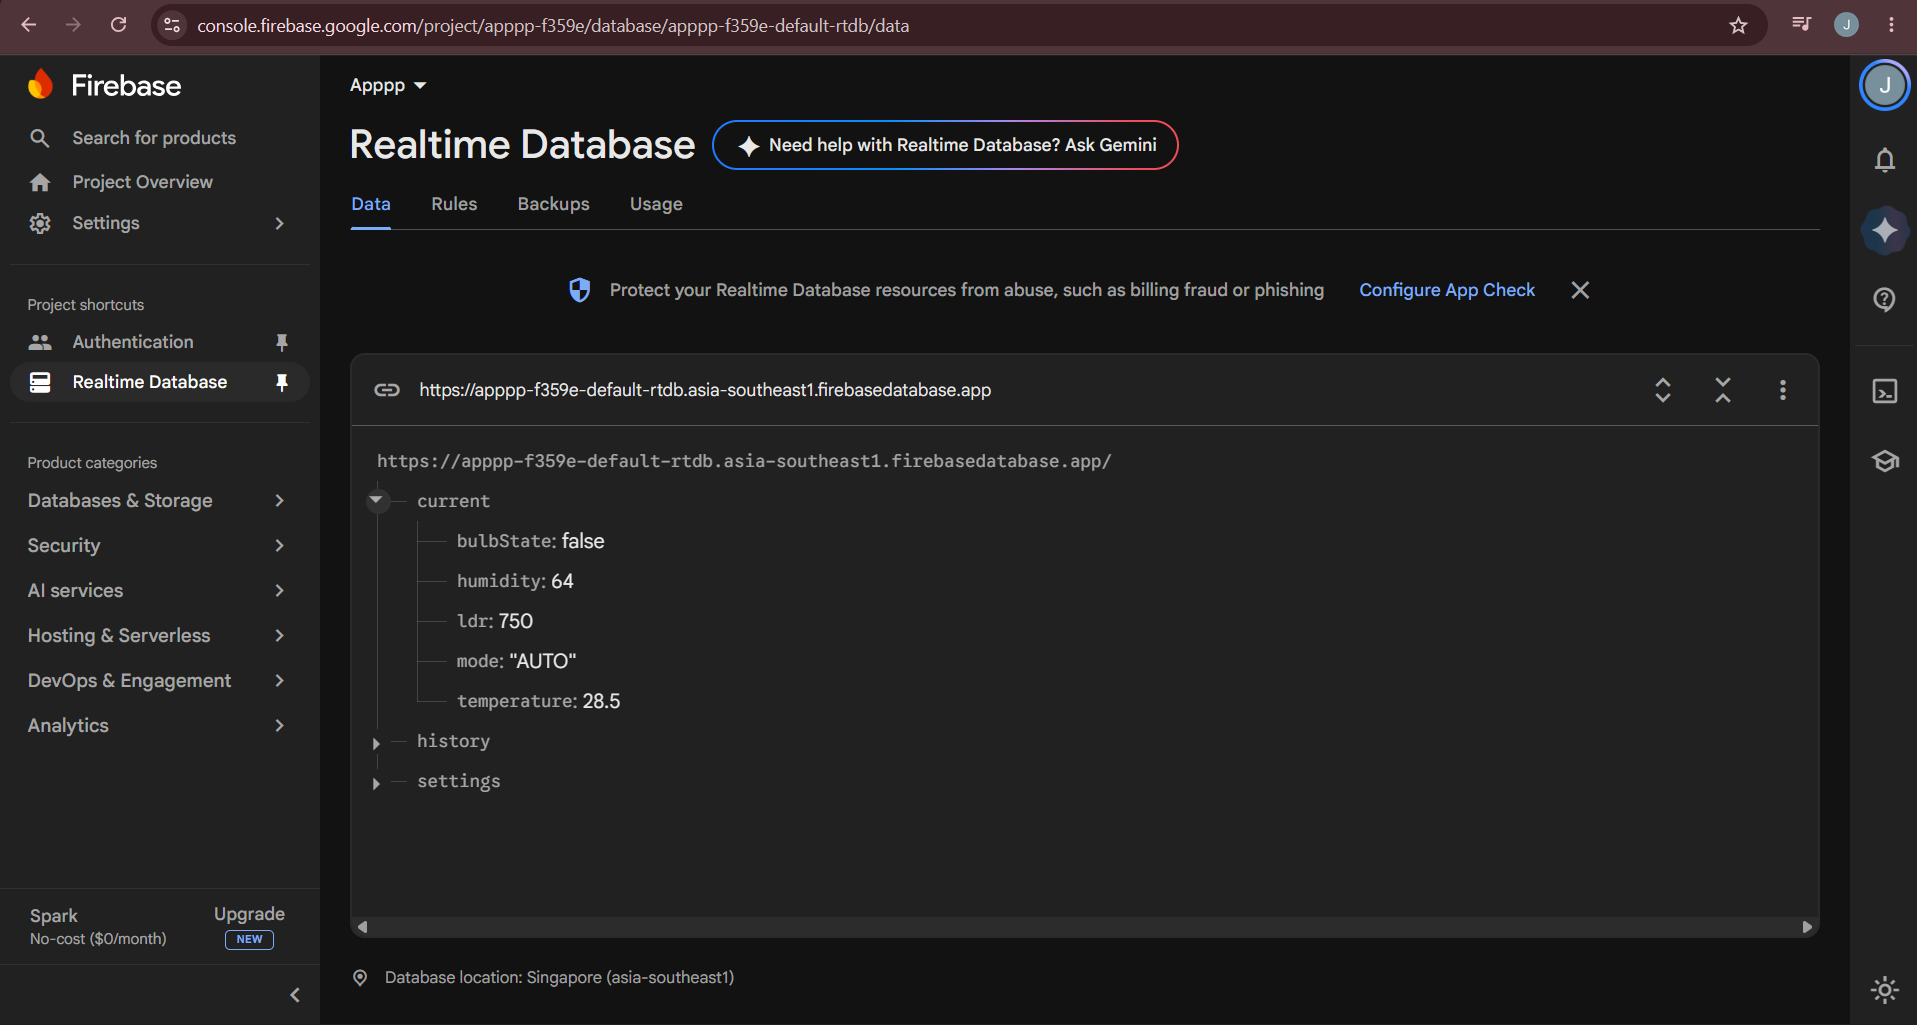 console.firebase.google.com/project/apppp-f359e/database/apppp-f359e-default-rtdb/data
J
Firebase
Search for products
Project Overview
Settings
Project shortcuts
Authentication
Realtime Database
Product categories
Databases & Storage
Security
AI services
Hosting & Serverless
DevOps & Engagement
Analytics
Spark
No-cost ($0/month)
Upgrade
NEW
Apppp
Realtime Database
Need help with Realtime Database? Ask Gemini
Data Rules Backups Usage
Protect your Realtime Database resources from abuse, such as billing fraud or phishing Configure App Check
https://apppp-f359e-default-rtdb.asia-southeast1.firebasedatabase.app
https://apppp-f359e-default-rtdb.asia-southeast1.firebasedatabase.app/
current
bulbState: false
humidity: 64
ldr: 750
mode: "AUTO"
temperature: 28.5
history
settings
Database location: Singapore (asia-southeast1)
J